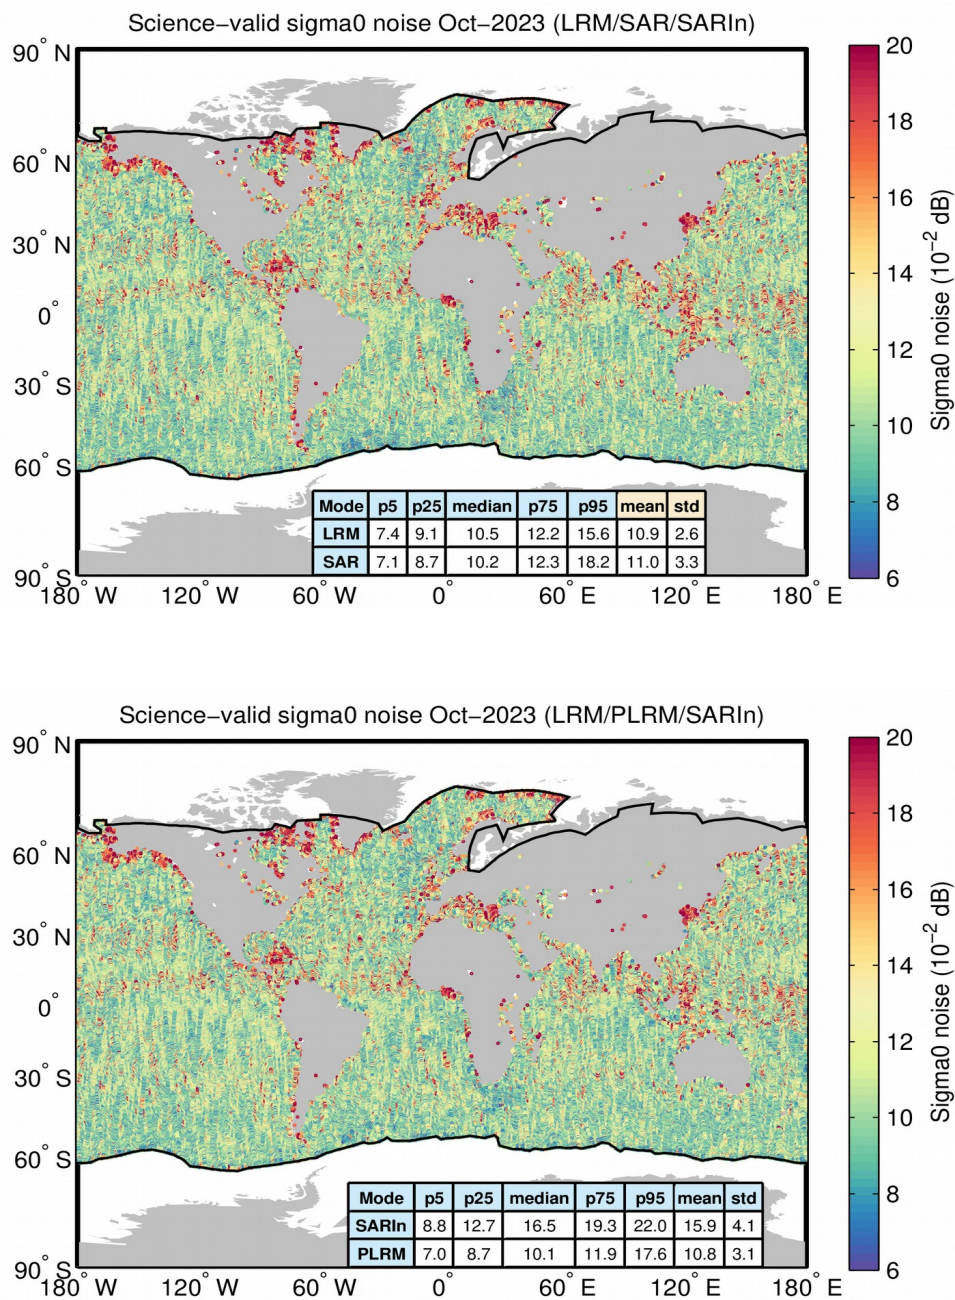 Science−valid sigma0 noise Oct−2023 (LRM/SAR/SARIn)
90° N
60° N
30° N
0°
30° S
60° S
90° S
180° W 120° W 60° W 0° 60° E 120° E 180° E
Mode p5 p25 median p75 p95 mean std
LRM 7.4 9.1 10.5 12.2 15.6 10.9 2.6
SAR 7.1 8.7 10.2 12.3 18.2 11.0 3.3
20
18
16
14
12
10
8
6
Sigma0 noise (10−2 dB)
Science−valid sigma0 noise Oct−2023 (LRM/PLRM/SARIn)
90° N
60° N
30° N
0°
30° S
60° S
90° S
180° W 120° W 60° W 0° 60° E 120° E 180° E
Mode p5 p25 median p75 p95 mean std
SARIn 8.8 12.7 16.5 19.3 22.0 15.9 4.1
PLRM 7.0 8.7 10.1 11.9 17.6 10.8 3.1
20
18
16
14
12
10
8
6
Sigma0 noise (10−2 dB)